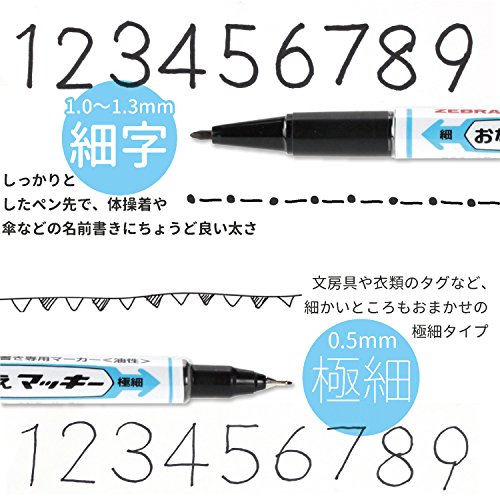 123456789
1.0〜1.3mm
細字
ZEBRA
細
おな
しっかりと
したペン先で、体操着や
傘などの名前書きにちょうど良い太さ
文房具や衣類のタグなど、
細かいところもおまかせの
極細タイプ
0.5mm
極細
書き専用マーカー<油性>
えマッキー
極細
123456789